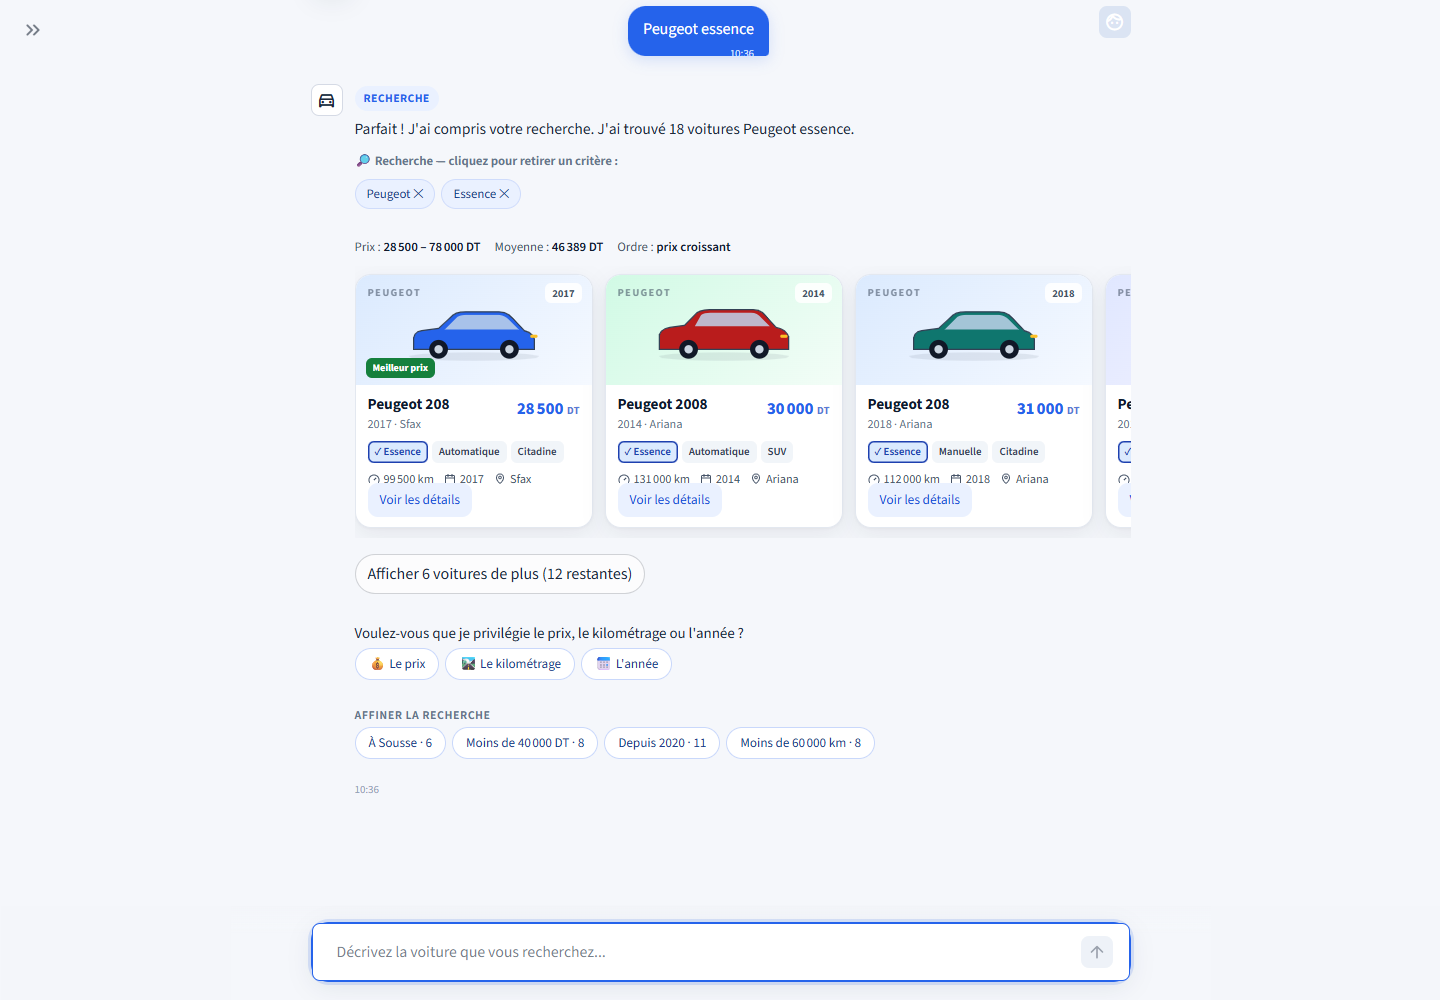 Peugeot essence
10:36
RECHERCHE
Parfait ! J'ai compris votre recherche. J'ai trouvé 18 voitures Peugeot essence.
🔎 Recherche — cliquez pour retirer un critère :
Peugeot ✕ Essence ✕
Prix : 28 500 – 78 000 DT Moyenne : 46 389 DT Ordre : prix croissant
PEUGEOT 2017
Meilleur prix
Peugeot 208 28 500 DT
2017 · Sfax
✓ Essence Automatique Citadine
99 500 km 2017 Sfax
Voir les détails
PEUGEOT 2014
Peugeot 2008 30 000 DT
2014 · Ariana
✓ Essence Automatique SUV
131 000 km 2014 Ariana
Voir les détails
PEUGEOT 2018
Peugeot 208 31 000 DT
2018 · Ariana
✓ Essence Manuelle Citadine
112 000 km 2018 Ariana
Voir les détails
Afficher 6 voitures de plus (12 restantes)
Voulez-vous que je privilégie le prix, le kilométrage ou l'année ?
💰 Le prix 🛣️ Le kilométrage 📅 L'année
AFFINER LA RECHERCHE
À Sousse · 6 Moins de 40 000 DT · 8 Depuis 2020 · 11 Moins de 60 000 km · 8
10:36
Décrivez la voiture que vous recherchez...